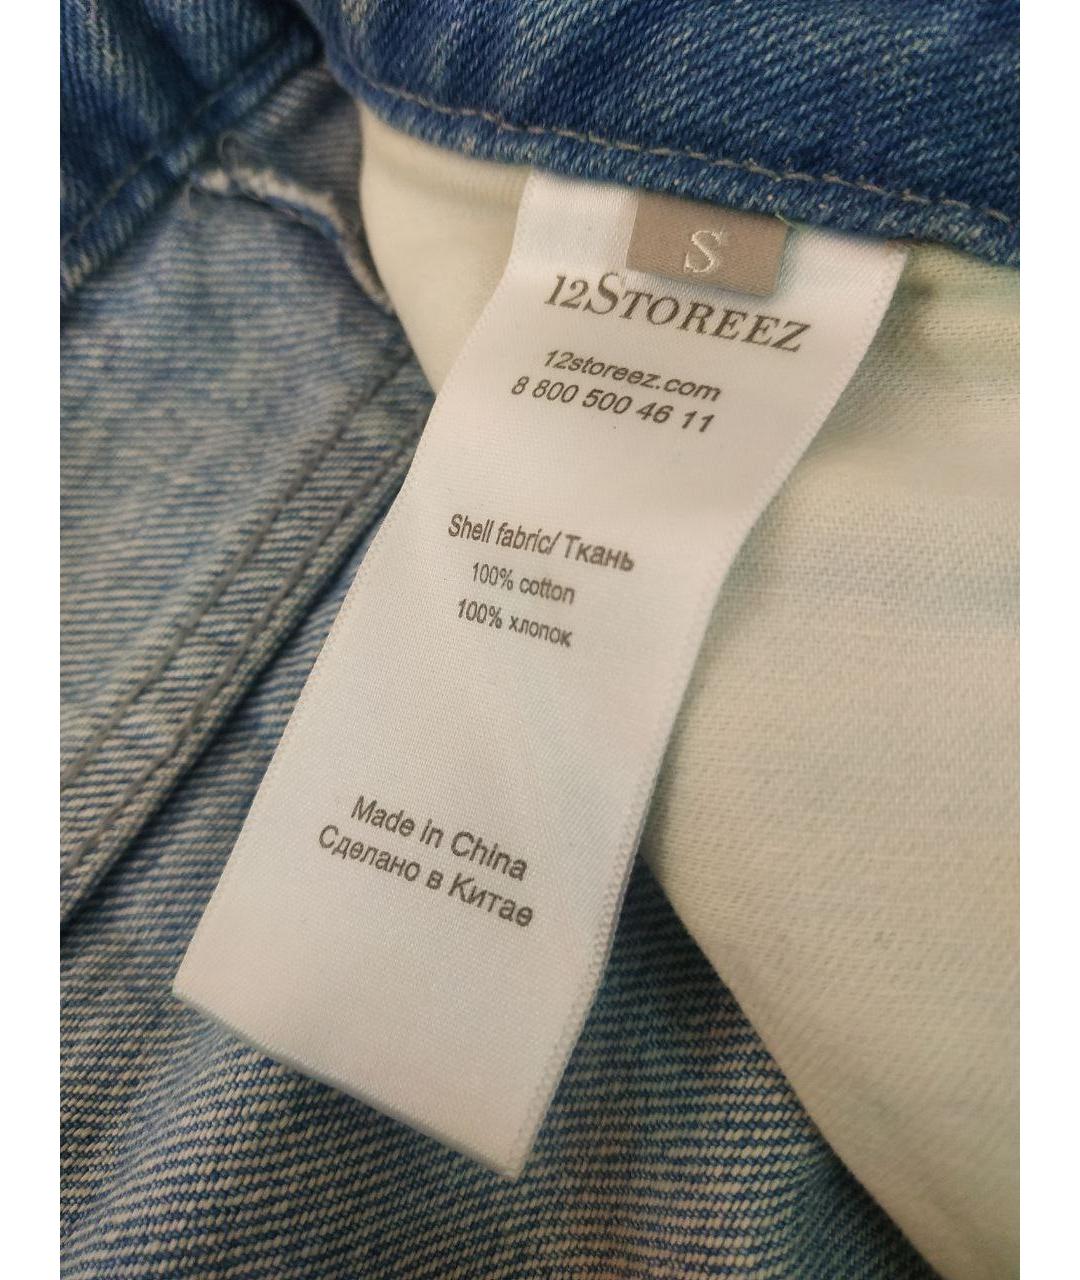 S
12STOREEZ
12storeez.com
8 800 500 46 11
Shell fabric/ Ткань
100% cotton
100% хлопок
Made in China
Сделано в Китае